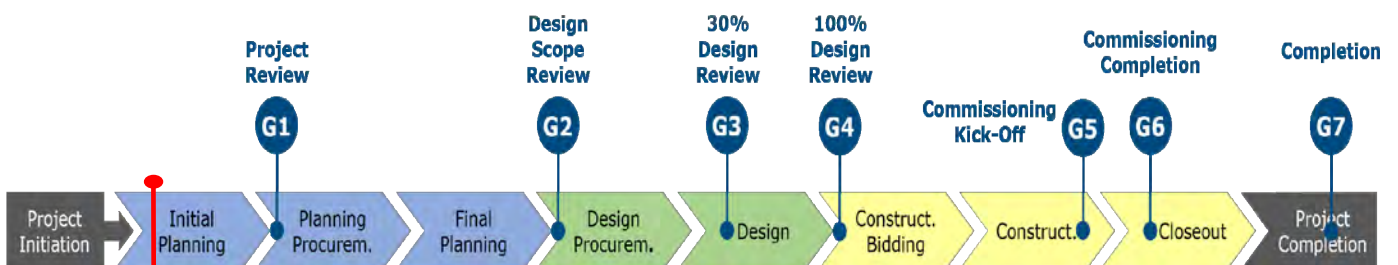 Project
Review
G1
Design
Scope
Review
G2
30%
Design
Review
G3
100%
Design
Review
G4
Commissioning
Kick-Off
G5
Commissioning
Completion
G6
Completion
G7
Project
Initiation
Initial
Planning
Planning
Procurem.
Final
Planning
Design
Procurem.
Design
Construct.
Bidding
Construct.
Closeout
Project
Completion